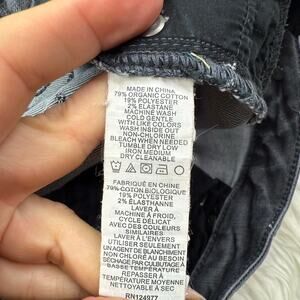 MADE IN CHINA
79% ORGANIC COTTON
19% POLYESTER
2% ELASTANE
MACHINE WASH
COLD GENTLE
WITH LIKE COLORS
WASH INSIDE OUT
NON-CHLORINE
BLEACH WHEN NEEDED
TUMBLE DRY LOW
IRON MEDIUM
DRY CLEANABLE
FABRIQUÉ EN CHINE
79% COTON BIOLOGIQUE
19% POLYESTER
2% ÉLASTHANNE
LAVER À
MACHINE À FROID,
CYCLE DÉLICAT
AVEC DES COULEURS
SIMILAIRES
LAVER À L'ENVERS
UTILISER SEULEMENT
UN AGENT DE BLANCHIMENT
NON CHLORÉ AU BESOIN
SÉCHAGE PAR CULBUTAGE À
BASSE TEMPÉRATURE
REPASSER À
TEMPÉRATURE MOYENNE
NETTOYABLE À SEC
RN124977